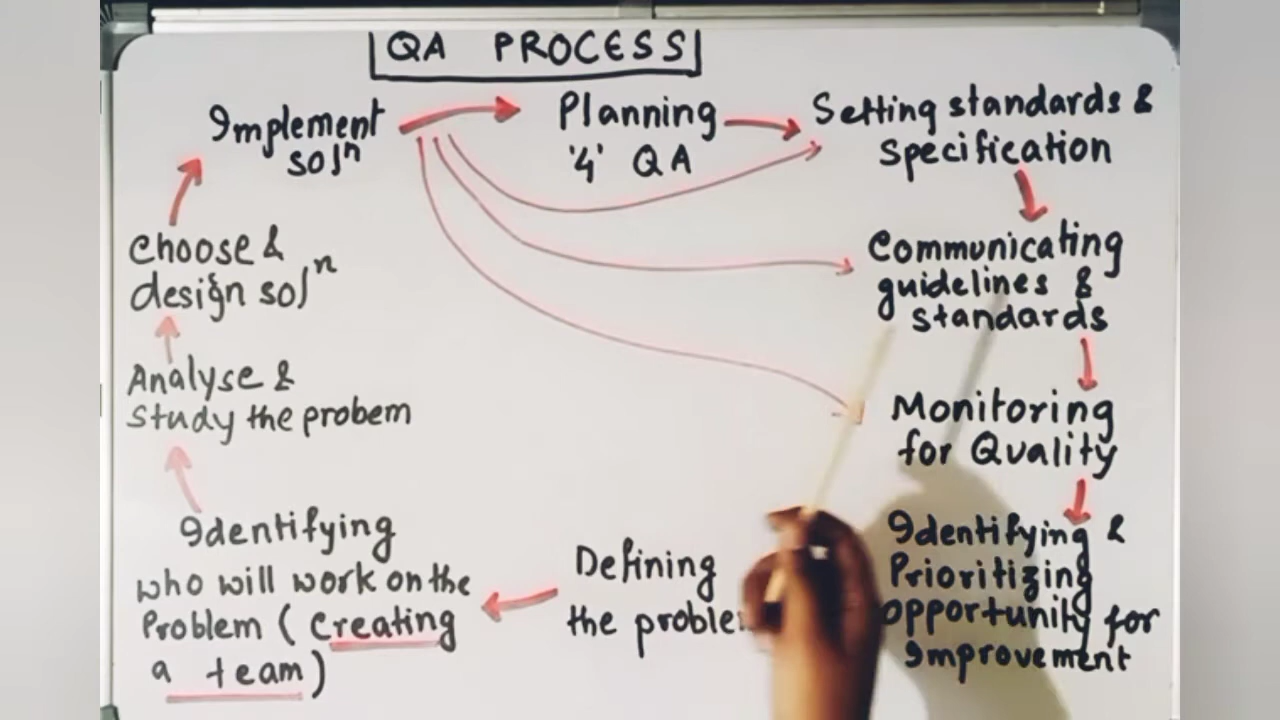 QA PROCESS
Implement
solⁿ
Planning
'4' QA
Setting standards &
specification
Communicating
guidelines &
standards
Monitoring
for Quality
Identifying &
Prioritizing
opportunity for
Improvement
Defining
the proble
Identifying
who will work on the
Problem ( creating
a team)
Analyse &
study the probem
choose &
design solⁿ